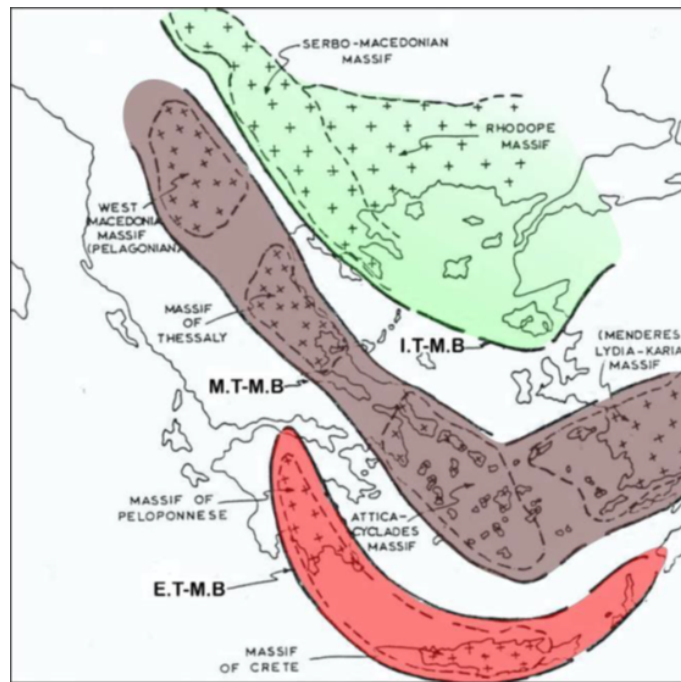 SERBO-MACEDONIAN
MASSIF
RHODOPE
MASSIF
WEST
MACEDONIA
MASSIF
(PELAGONIAN)
MASSIF
OF
THESSALY
I.T-M.B
(MENDERES)
LYDIA-KARIA
MASSIF
M.T-M.B
MASSIF OF
PELOPONNESE
ATTICA-
CYCLADES
MASSIF
E.T-M.B
MASSIF
OF CRETE